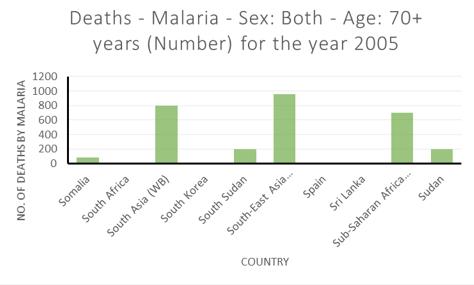 Deaths - Malaria - Sex: Both - Age: 70+
years (Number) for the year 2005
NO. OF DEATHS BY MALARIA
1200
1000
800
600
400
200
0
Somalia
South Africa
South Asia (WB)
South Korea
South Sudan
South-East Asia...
Spain
Sri Lanka
Sub-Saharan Africa...
Sudan
COUNTRY